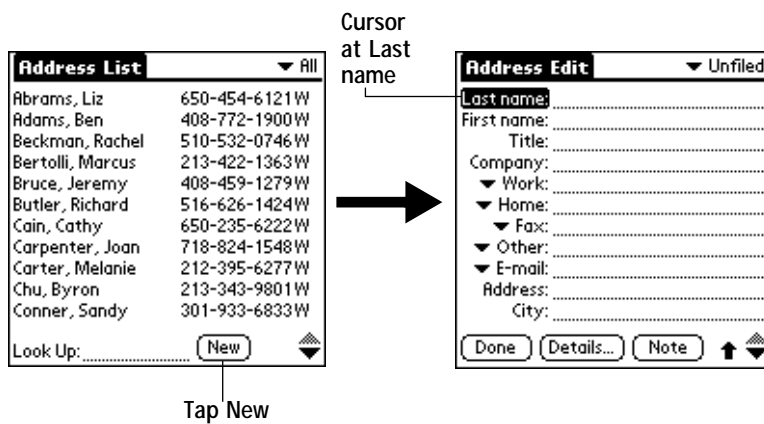 Cursor
at Last
name
Address List
All
Abrams, Liz 650-454-6121W
Adams, Ben 408-772-1900W
Beckman, Rachel 510-532-0746W
Bertolli, Marcus 213-422-1363W
Bruce, Jeremy 408-459-1279W
Butler, Richard 516-626-1424W
Cain, Cathy 650-235-6222W
Carpenter, Joan 718-824-1548W
Carter, Melanie 212-395-6277W
Chu, Byron 213-343-9801W
Conner, Sandy 301-933-6833W
Look Up: New
Tap New
Address Edit
Unfiled
Last name:
First name:
Title:
Company:
Work:
Home:
Fax:
Other:
E-mail:
Address:
City:
Done Details... Note